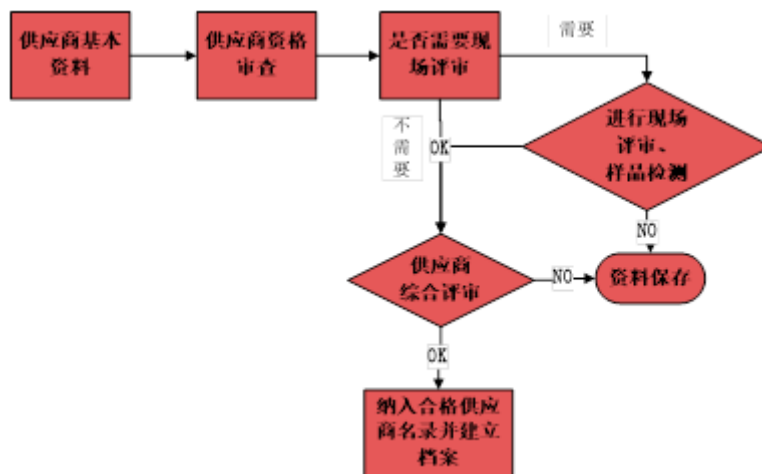 供应商基本
资料
供应商资格
审查
是否需要现
场评审
需要
进行现场
评审、
样品检测
不
需
要
OK
NO
供应商
综合评审
NO
资料保存
OK
纳入合格供应
商名录并建立
档案